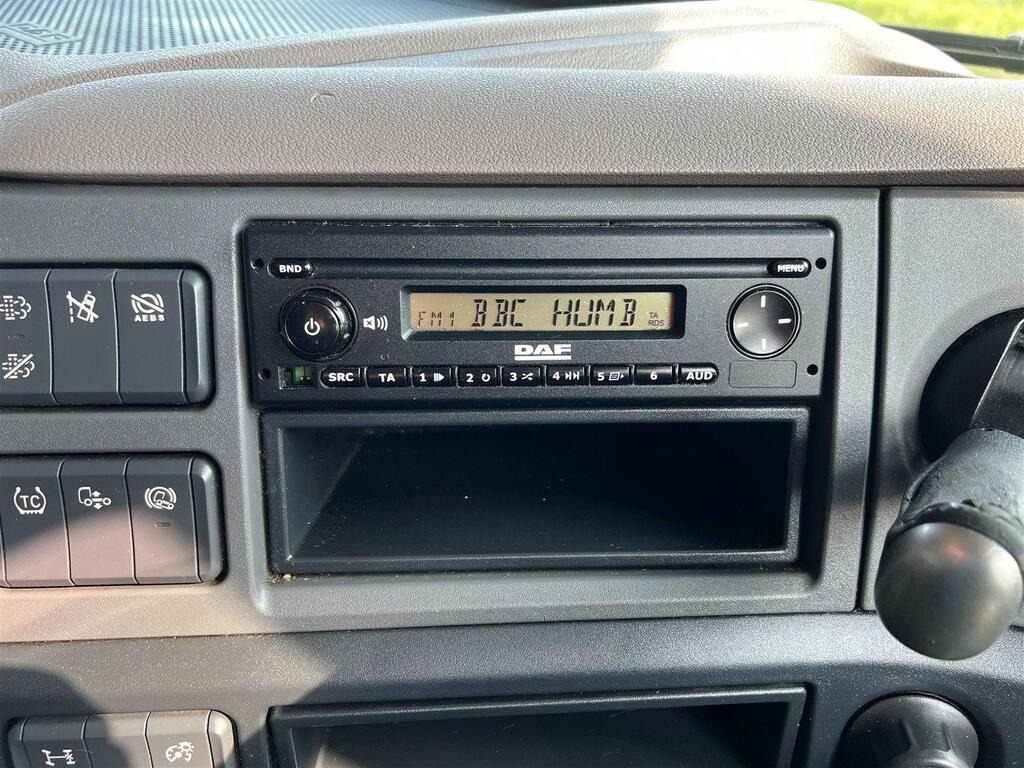 BND
MENU
FM1 BBC HUMB TA
RDS
AEBS
DAF
SRC TA 1 2 3 4 5 6 AUD
TC